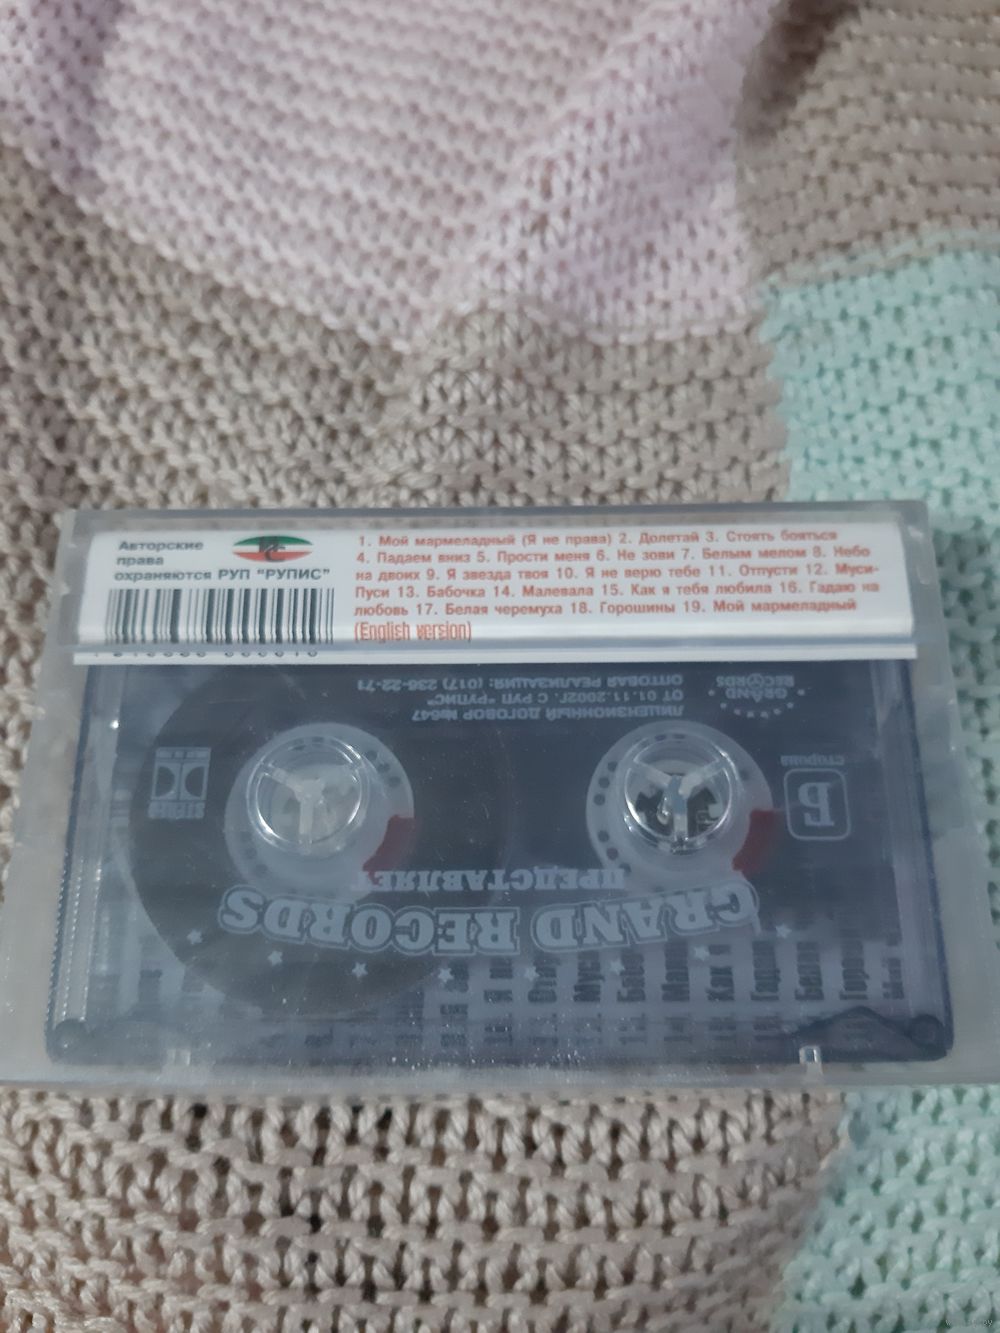 Авторские
права
охраняются РУП "РУПИС"
1. Мой мармеладный (Я не права) 2. Долетай 3. Стоять бояться
4. Падаем вниз 5. Прости меня 6. Не зови 7. Белым мелом 8. Небо
на двоих 9. Я звезда твоя 10. Я не верю тебе 11. Отпусти 12. Муси-
Пуси 13. Бабочка 14. Малевала 15. Как я тебя любила 16. Гадаю на
любовь 17. Белая черемуха 18. Горошины 19. Мой мармеладный
(English version)
GRAND RECORDS
ПРЕДСТАВЛЯЕТ
сторона
Б
STEREO
ЛИЦЕНЗИОННЫЙ ДОГОВОР №647
ОТ 01.11.2002Г. С РУП "РУПИС"
ОПТОВАЯ РЕАЛИЗАЦИЯ: (017) 236-22-71
GRAND
RECORDS